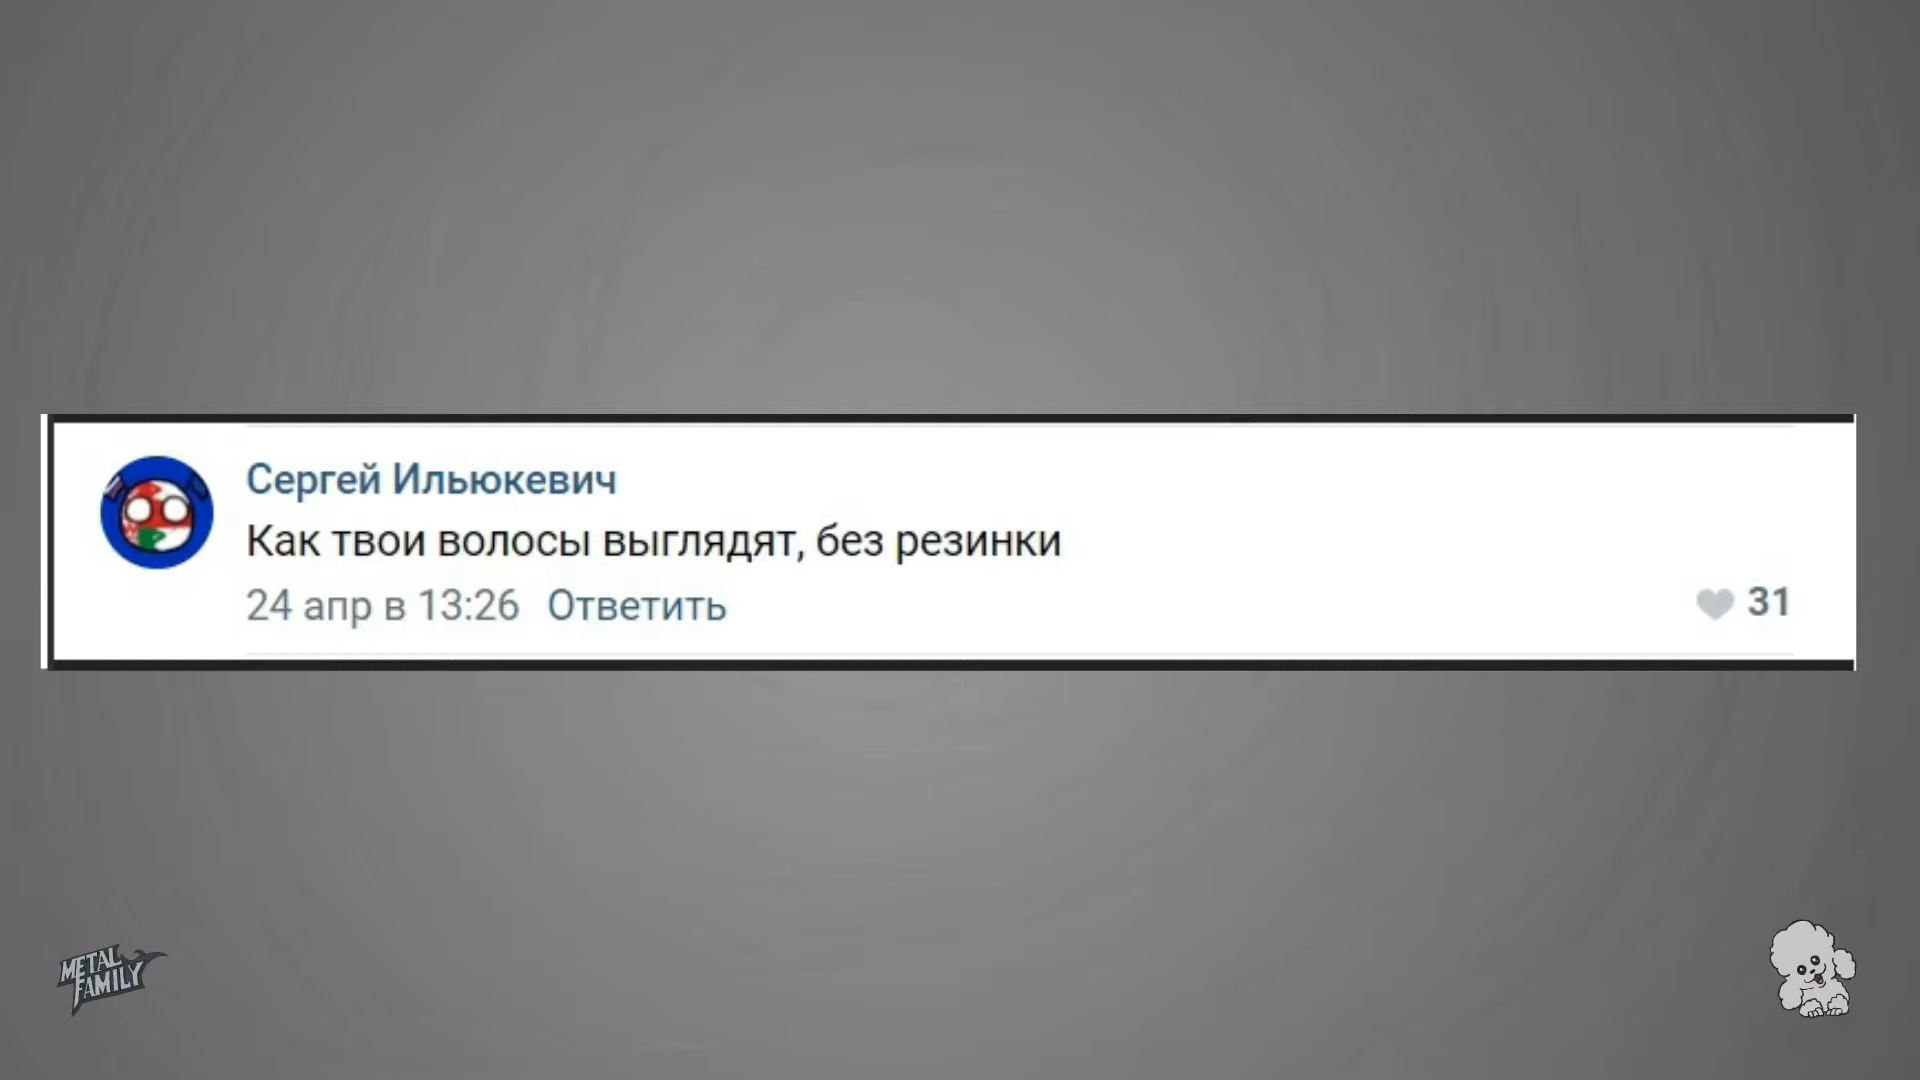 Сергей Ильюкевич
Как твои волосы выглядят, без резинки
24 апр в 13:26 Ответить
31
METAL
FAMILY